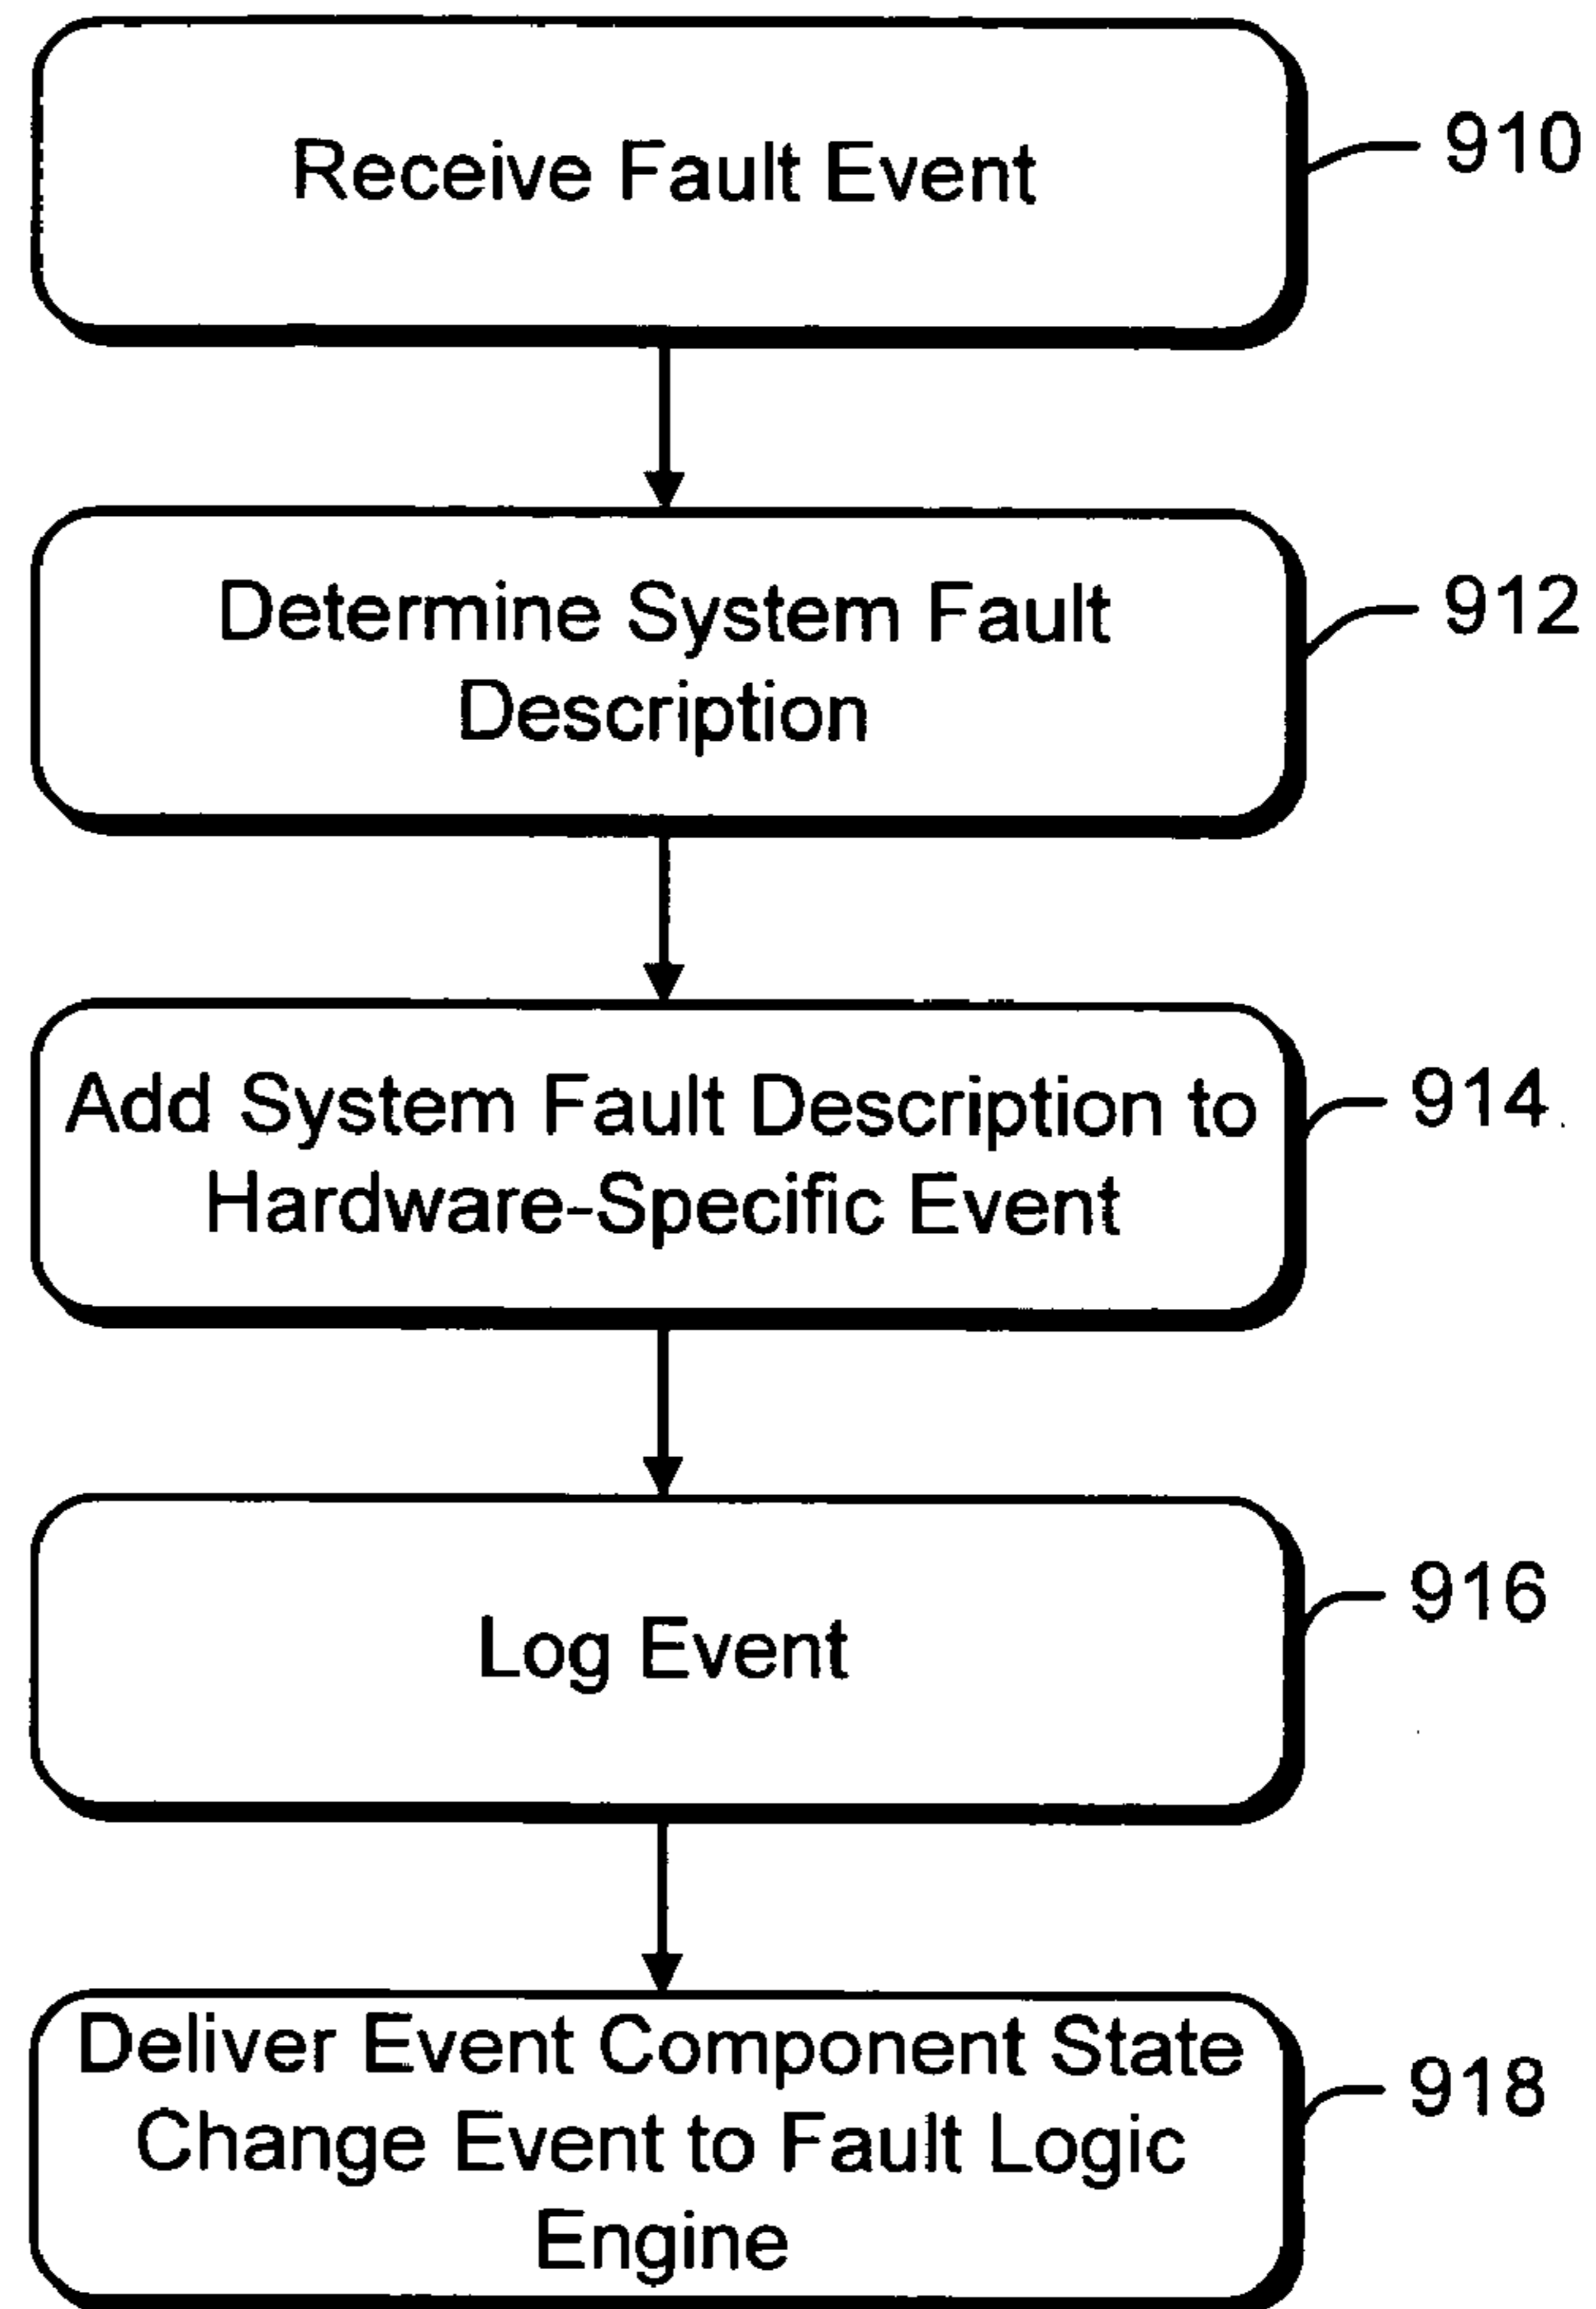 Receive Fault Event
910
Determine System Fault
Description
912
Add System Fault Description to
Hardware-Specific Event
914
Log Event
916
Deliver Event Component State
Change Event to Fault Logic
Engine
918